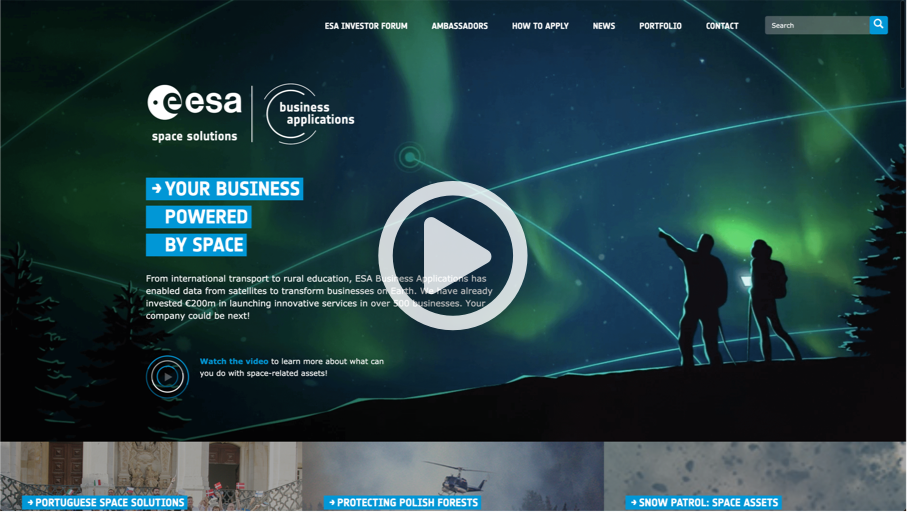 ESA INVESTOR FORUM AMBASSADORS HOW TO APPLY NEWS PORTFOLIO CONTACT Search
esa
space solutions
business
applications
YOUR BUSINESS
POWERED
BY SPACE
From international transport to rural education, ESA Business Applications has
enabled data from satellites to transform businesses on Earth. We have already
invested €200m in launching innovative services in over 500 businesses. Your
company could be next!
Watch the video to learn more about what can
you do with space-related assets!
PORTUGUESE SPACE SOLUTIONS
PROTECTING POLISH FORESTS
SNOW PATROL: SPACE ASSETS